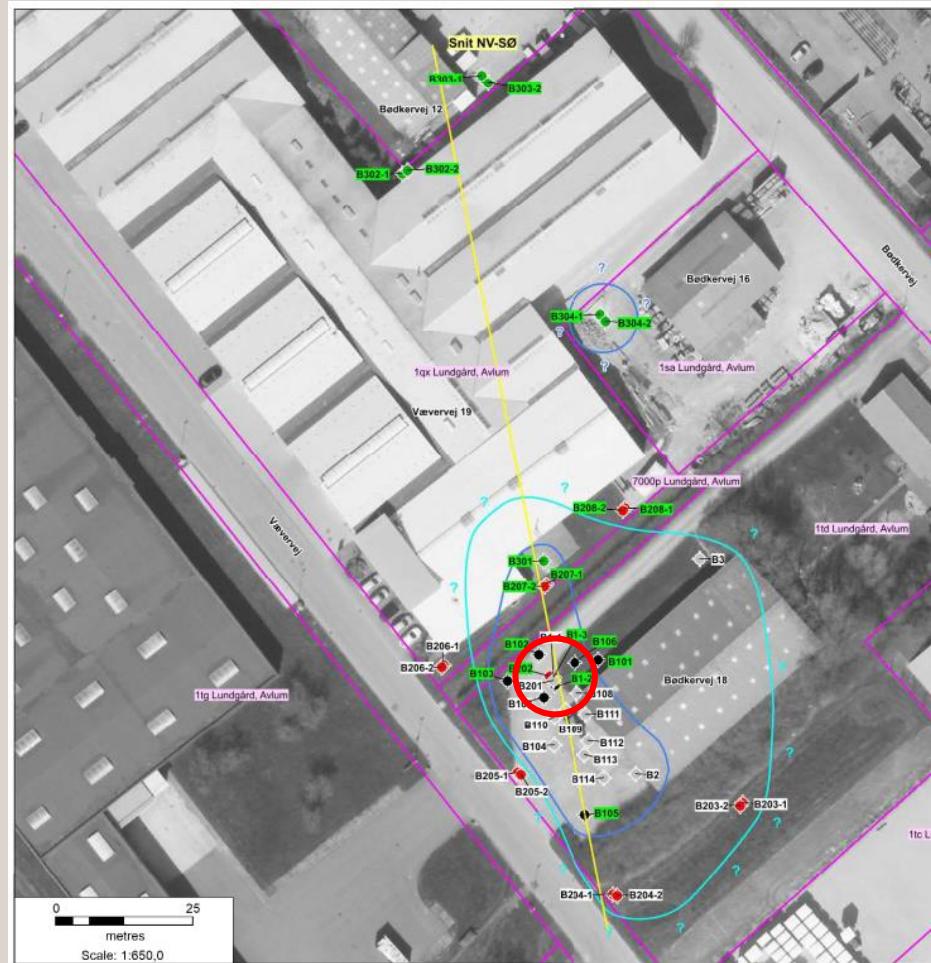 Snit NV-SØ
B303-1
B303-2
Bødkervej 12
B302-1
B302-2
Bødkervej
?
Bødkervej 16
B304-1
B304-2
?
?
?
1qx Lundgård, Avlum
1sa Lundgård, Avlum
Vævervej 19
7000p Lundgård, Avlum
?
?
B208-2
B208-1
1td Lundgård, Avlum
Vævervej
?
B301
B3
B207-1
?
B207-2
B1-3
B106
B102
B206-1
B101
B206-2
B202
?
B103
B201
B1-2
Bødkervej 18
1tg Lundgård, Avlum
B108
B111
B110
B109
B104
B112
?
B113
B205-1
B114
B2
B205-2
B203-2
B203-1
?
B105
?
1tc L
?
?
B204-1
B204-2
?
?
0
25
metres
Scale: 1:650,0